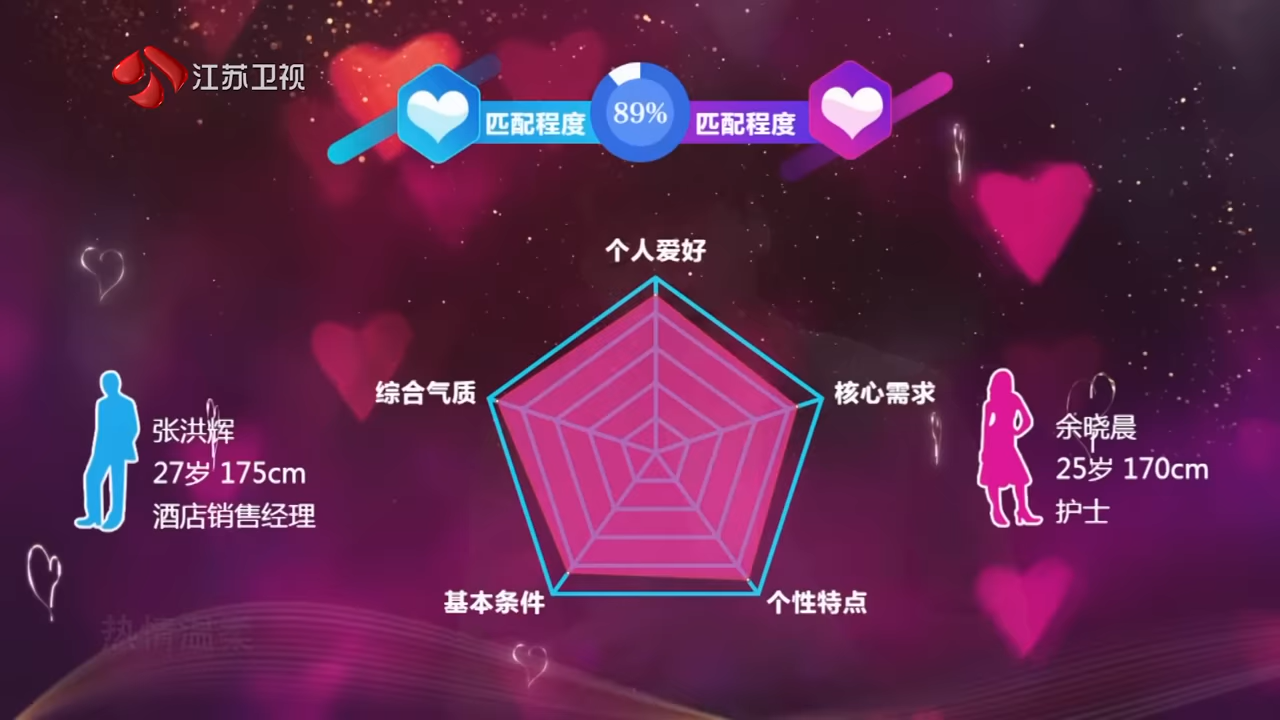 江苏卫视
匹配程度
89%
匹配程度
个人爱好
综合气质
核心需求
张洪辉
27岁 175cm
酒店销售经理
余晓晨
25岁 170cm
护士
基本条件
个性特点